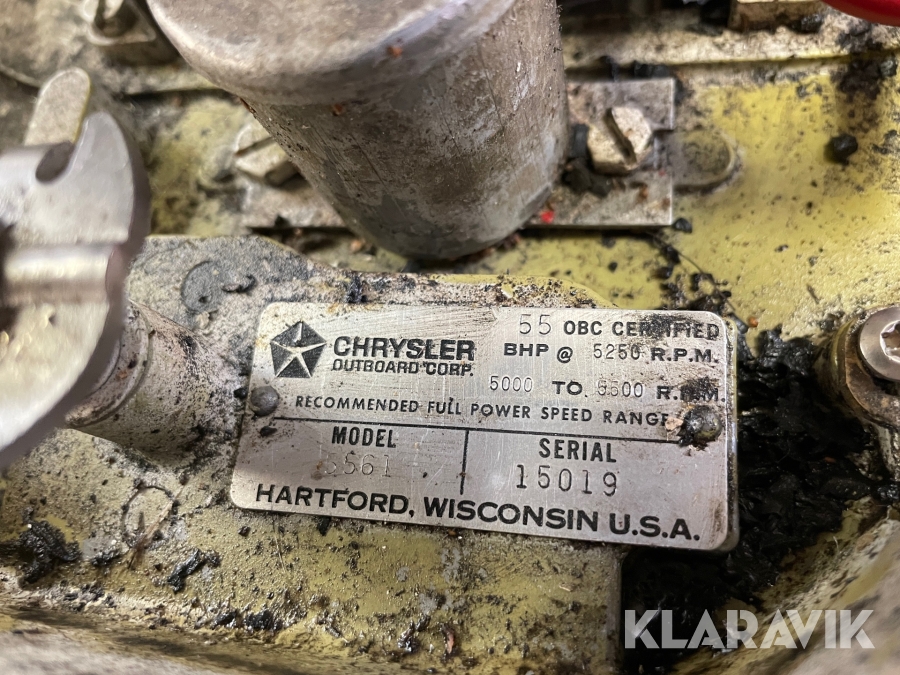 55 OBC CERTIFIED
CHRYSLER BHP @ 5250 R.P.M.
OUTBOARD CORP.
5000 TO 5500 R.P.M.
RECOMMENDED FULL POWER SPEED RANGE
MODEL SERIAL
5561 15019
HARTFORD, WISCONSIN U.S.A.
KLARAVIK